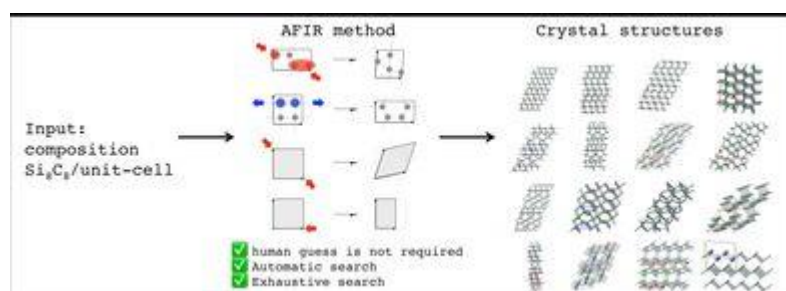 AFIR method
Crystal structures
Input:
composition
Si₈C₈/unit-cell
human guess is not required
Automatic search
Exhaustive search